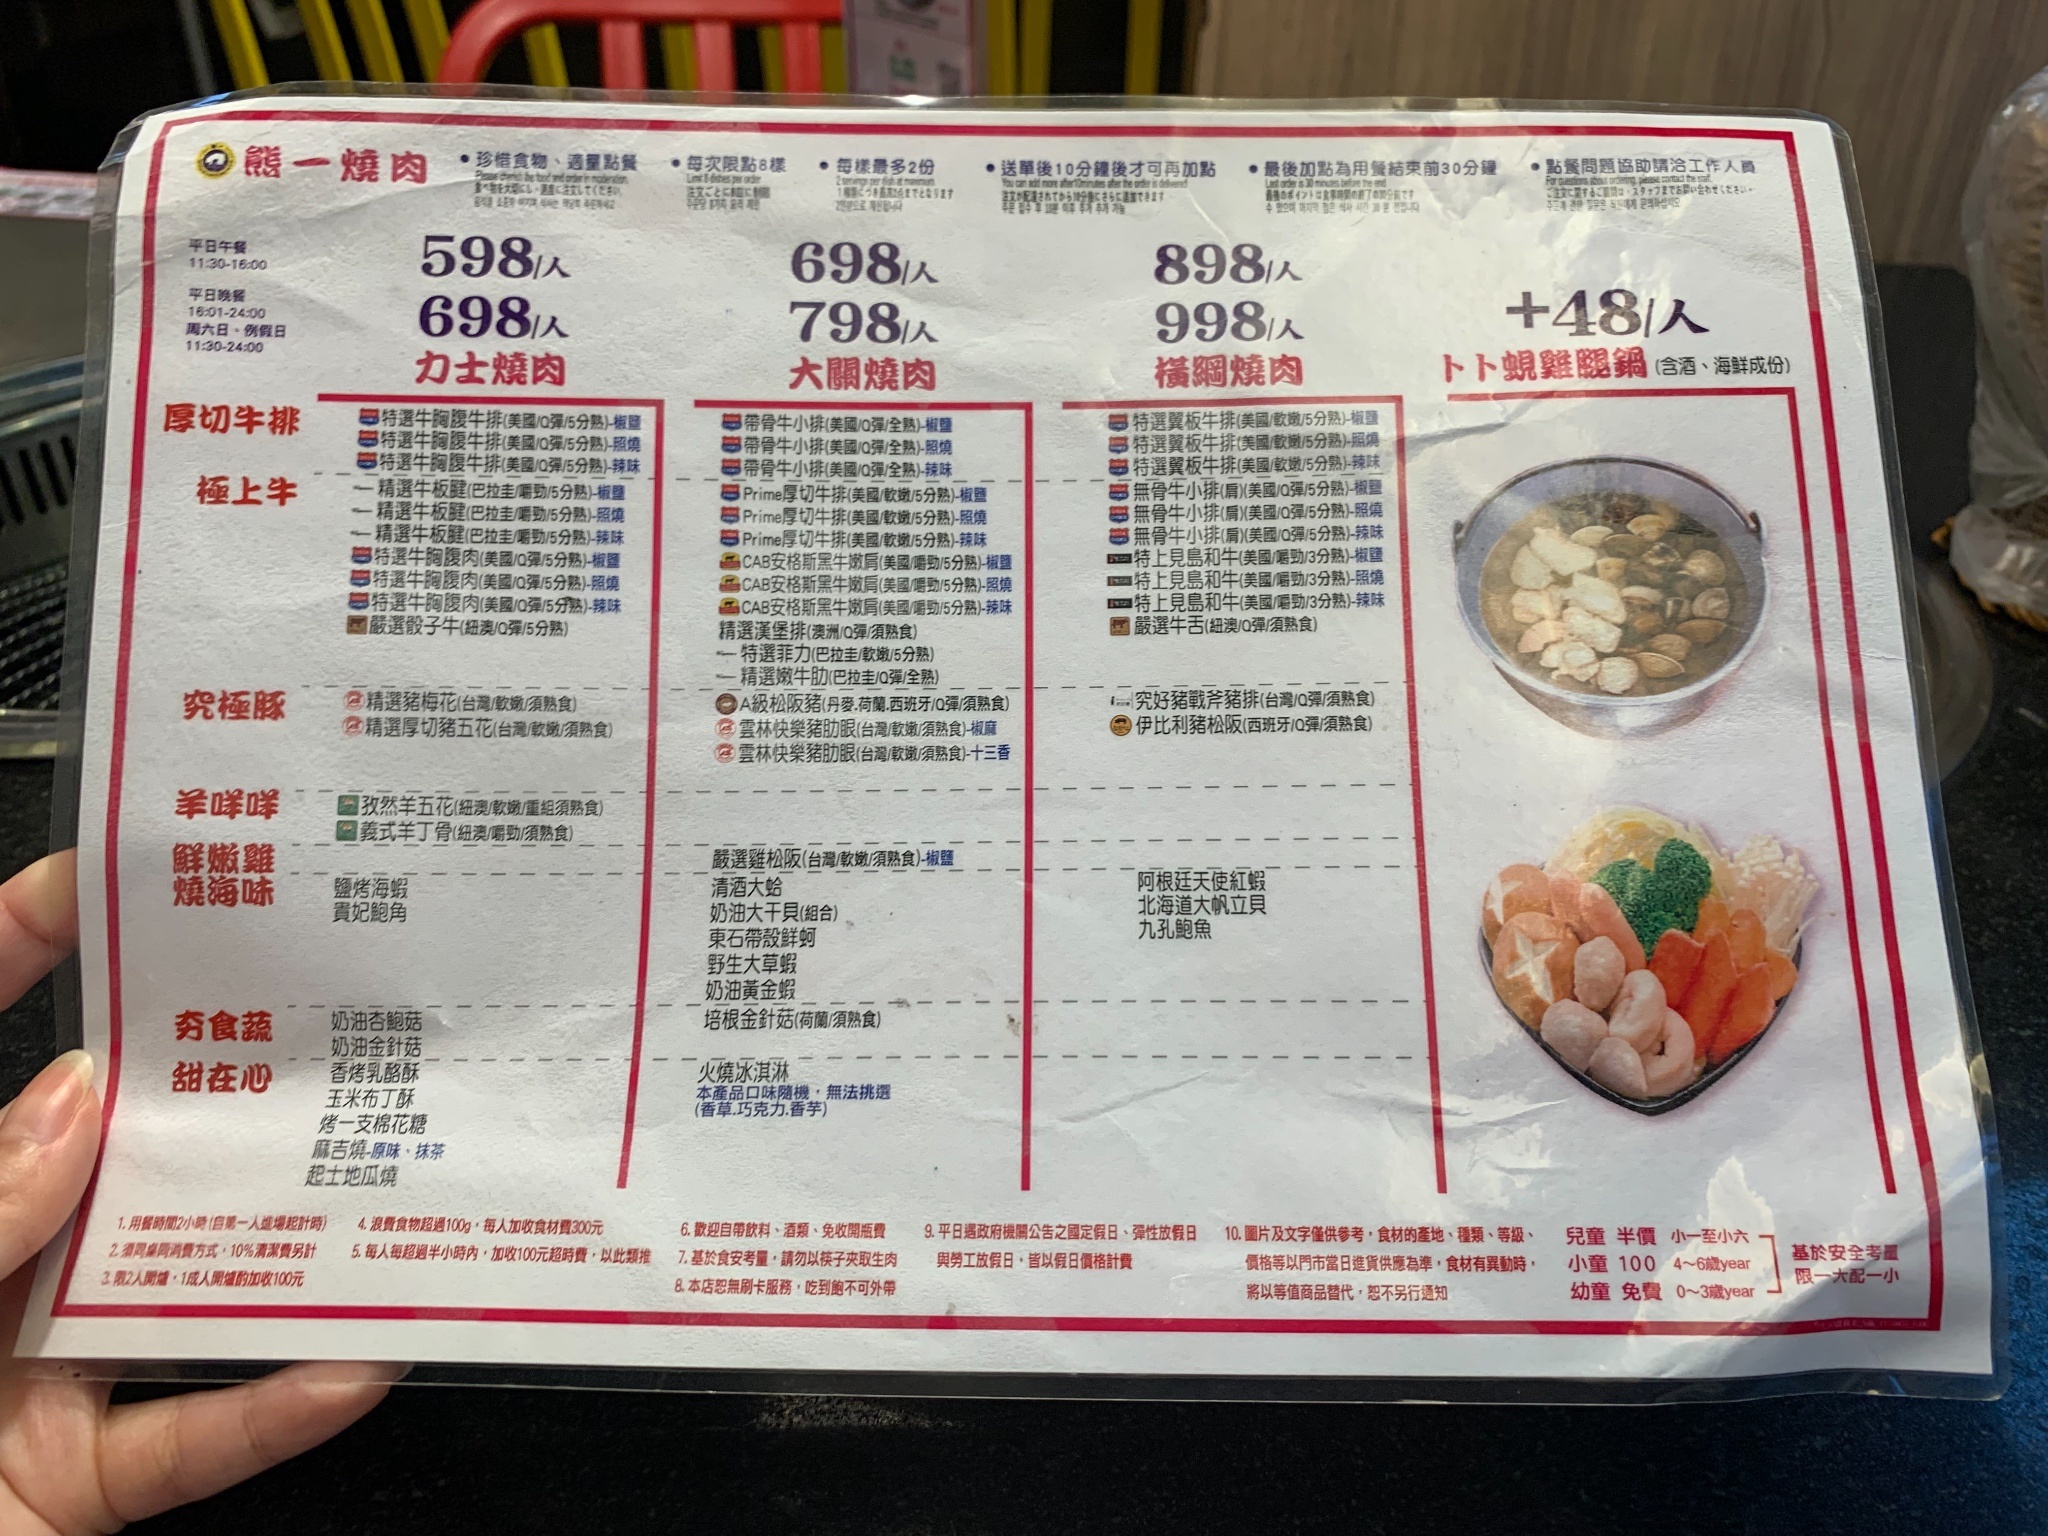 熊一燒肉
• 珍惜食物、適量點餐
Please cherish the food and order in moderation.
• 每次限點8樣
Limit 8 dishes per order
• 每樣最多2份
• 送單後10分鐘後才可再加點
You can add more after10minutes after the order is delivered
• 最後加點為用餐結束前30分鐘
Last order is 30 minutes before the end
• 點餐問題協助請洽工作人員
For questions about ordering, please contact the staff.
平日午餐
11:30-16:00
598/人
698/人
898/人
平日晚餐
16:01-24:00
周六日、例假日
11:30-24:00
698/人
798/人
998/人
+48/人
力士燒肉
大關燒肉
橫綱燒肉
卜卜蜆雞腿鍋(含酒、海鮮成份)
厚切牛排
特選牛胸腹牛排(美國/Q彈/5分熟)-椒鹽
特選牛胸腹牛排(美國/Q彈/5分熟)-照燒
特選牛胸腹牛排(美國/Q彈/5分熟)-辣味
帶骨牛小排(美國/Q彈/全熟)-椒鹽
帶骨牛小排(美國/Q彈/全熟)-照燒
帶骨牛小排(美國/Q彈/全熟)-辣味
特選翼板牛排(美國/軟嫩/5分熟)-椒鹽
特選翼板牛排(美國/軟嫩/5分熟)-照燒
特選翼板牛排(美國/軟嫩/5分熟)-辣味
極上牛
精選牛板腱(巴拉圭/嚼勁/5分熟)-椒鹽
精選牛板腱(巴拉圭/嚼勁/5分熟)-照燒
精選牛板腱(巴拉圭/嚼勁/5分熟)-辣味
特選牛胸腹肉(美國/Q彈/5分熟)-椒鹽
特選牛胸腹肉(美國/Q彈/5分熟)-照燒
特選牛胸腹肉(美國/Q彈/5分熟)-辣味
嚴選骰子牛(紐澳/Q彈/5分熟)
Prime厚切牛排(美國/軟嫩/5分熟)-椒鹽
Prime厚切牛排(美國/軟嫩/5分熟)-照燒
Prime厚切牛排(美國/軟嫩/5分熟)-辣味
CAB安格斯黑牛嫩肩(美國/嚼勁/5分熟)-椒鹽
CAB安格斯黑牛嫩肩(美國/嚼勁/5分熟)-照燒
CAB安格斯黑牛嫩肩(美國/嚼勁/5分熟)-辣味
精選漢堡排(澳洲/Q彈/須熟食)
特選菲力(巴拉圭/軟嫩/5分熟)
精選嫩牛肋(巴拉圭/Q彈/全熟)
無骨牛小排(肩)(美國/Q彈/5分熟)-椒鹽
無骨牛小排(肩)(美國/Q彈/5分熟)-照燒
無骨牛小排(肩)(美國/Q彈/5分熟)-辣味
特上見島和牛(美國/嚼勁/3分熟)-椒鹽
特上見島和牛(美國/嚼勁/3分熟)-照燒
特上見島和牛(美國/嚼勁/3分熟)-辣味
嚴選牛舌(紐澳/Q彈/須熟食)
究極豚
精選豬梅花(台灣/軟嫩/須熟食)
精選厚切豬五花(台灣/軟嫩/須熟食)
A級松阪豬(丹麥.荷蘭.西班牙/Q彈/須熟食)
雲林快樂豬肋眼(台灣/軟嫩/須熟食)-椒麻
雲林快樂豬肋眼(台灣/軟嫩/須熟食)-十三香
究好豬戰斧豬排(台灣/Q彈/須熟食)
伊比利豬松阪(西班牙/Q彈/須熟食)
羊咩咩
孜然羊五花(紐澳/軟嫩/重組須熟食)
義式羊丁骨(紐澳/嚼勁/須熟食)
鮮嫩雞
嚴選雞松阪(台灣/軟嫩/須熟食)-椒鹽
燒海味
鹽烤海蝦
貴妃鮑角
清酒大蛤
奶油大干貝(組合)
東石帶殼鮮蚵
野生大草蝦
奶油黃金蝦
阿根廷天使紅蝦
北海道大帆立貝
九孔鮑魚
夯食蔬
奶油杏鮑菇
奶油金針菇
培根金針菇(荷蘭/須熟食)
甜在心
香烤乳酪酥
玉米布丁酥
烤一支棉花糖
麻吉燒-原味、抹茶
起士地瓜燒
火燒冰淇淋
本產品口味隨機，無法挑選
(香草.巧克力.香芋)
1. 用餐時間2小時(自第一人進場起計時)
2. 須同桌同消費方式，10%清潔費另計
3. 限2人開爐，1成人開爐酌加收100元
4. 浪費食物超過100g，每人加收食材費300元
5. 每人每超過半小時內，加收100元超時費，以此類推
6. 歡迎自帶飲料、酒類、免收開瓶費
7. 基於食安考量，請勿以筷子夾取生肉
8. 本店恕無刷卡服務，吃到飽不可外帶
9. 平日遇政府機關公告之國定假日、彈性放假日
與勞工放假日，皆以假日價格計費
10. 圖片及文字僅供參考，食材的產地、種類、等級、
價格等以門市當日進貨供應為準，食材有異動時，
將以等值商品替代，恕不另行通知
兒童 半價 小一至小六
小童 100 4～6歲year
幼童 免費 0～3歲year
基於安全考量
限一大配一小